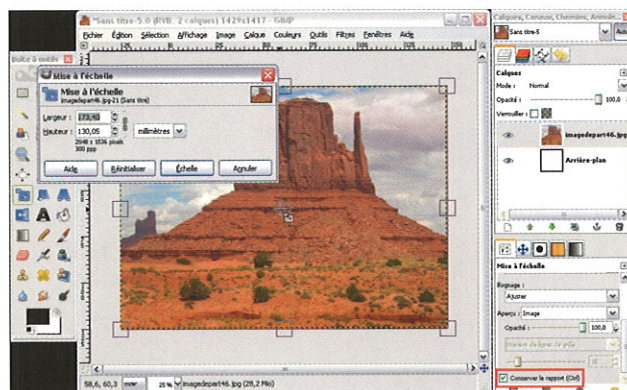 "Sans titre-5.0 (RVB, 2 calques) 1429x1417 - GIMP
Fichier Édition Sélection Affichage Image Calque Couleurs Outils Filtres Fenêtres Aide
Boîte à outils
Mise à l'échelle
Mise à l'échelle
imagedepart46.jpg-21 (Sans titre)
Largeur : 173,40
Hauteur : 130,05 millimètres
2048 x 1536 pixels
300 ppp
Aide Réinitialiser Échelle Annuler
58,6, 60,3 25 % imagedepart46.jpg (28,2 Mio)
Calques, Canaux, Chemins, Annule...
Sans titre-5
Calques
Mode : Normal
Opacité : 100,0
Verrouiller :
imagedepart46.jpg
Arrière-plan
Mise à l'échelle
Rognage :
Ajuster
Aperçu : Image
Opacité : 100,0
Conserver le rapport (Ctrl)